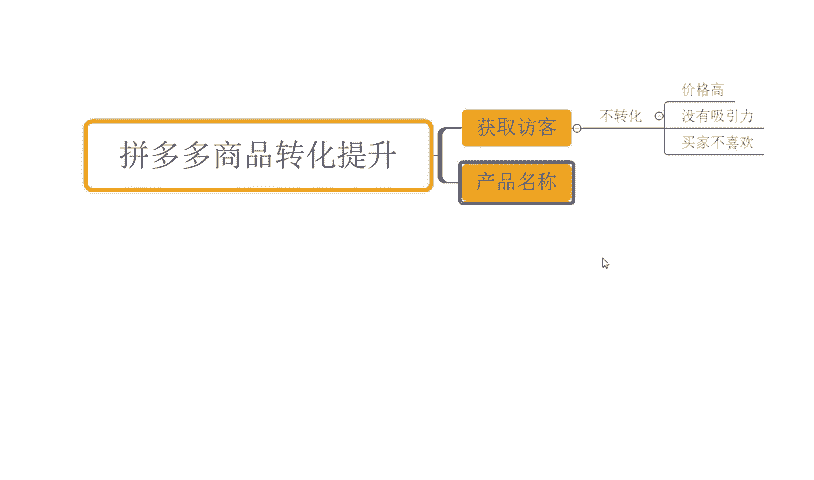 拼多多商品转化提升
获取访客
不转化
价格高
没有吸引力
买家不喜欢
产品名称